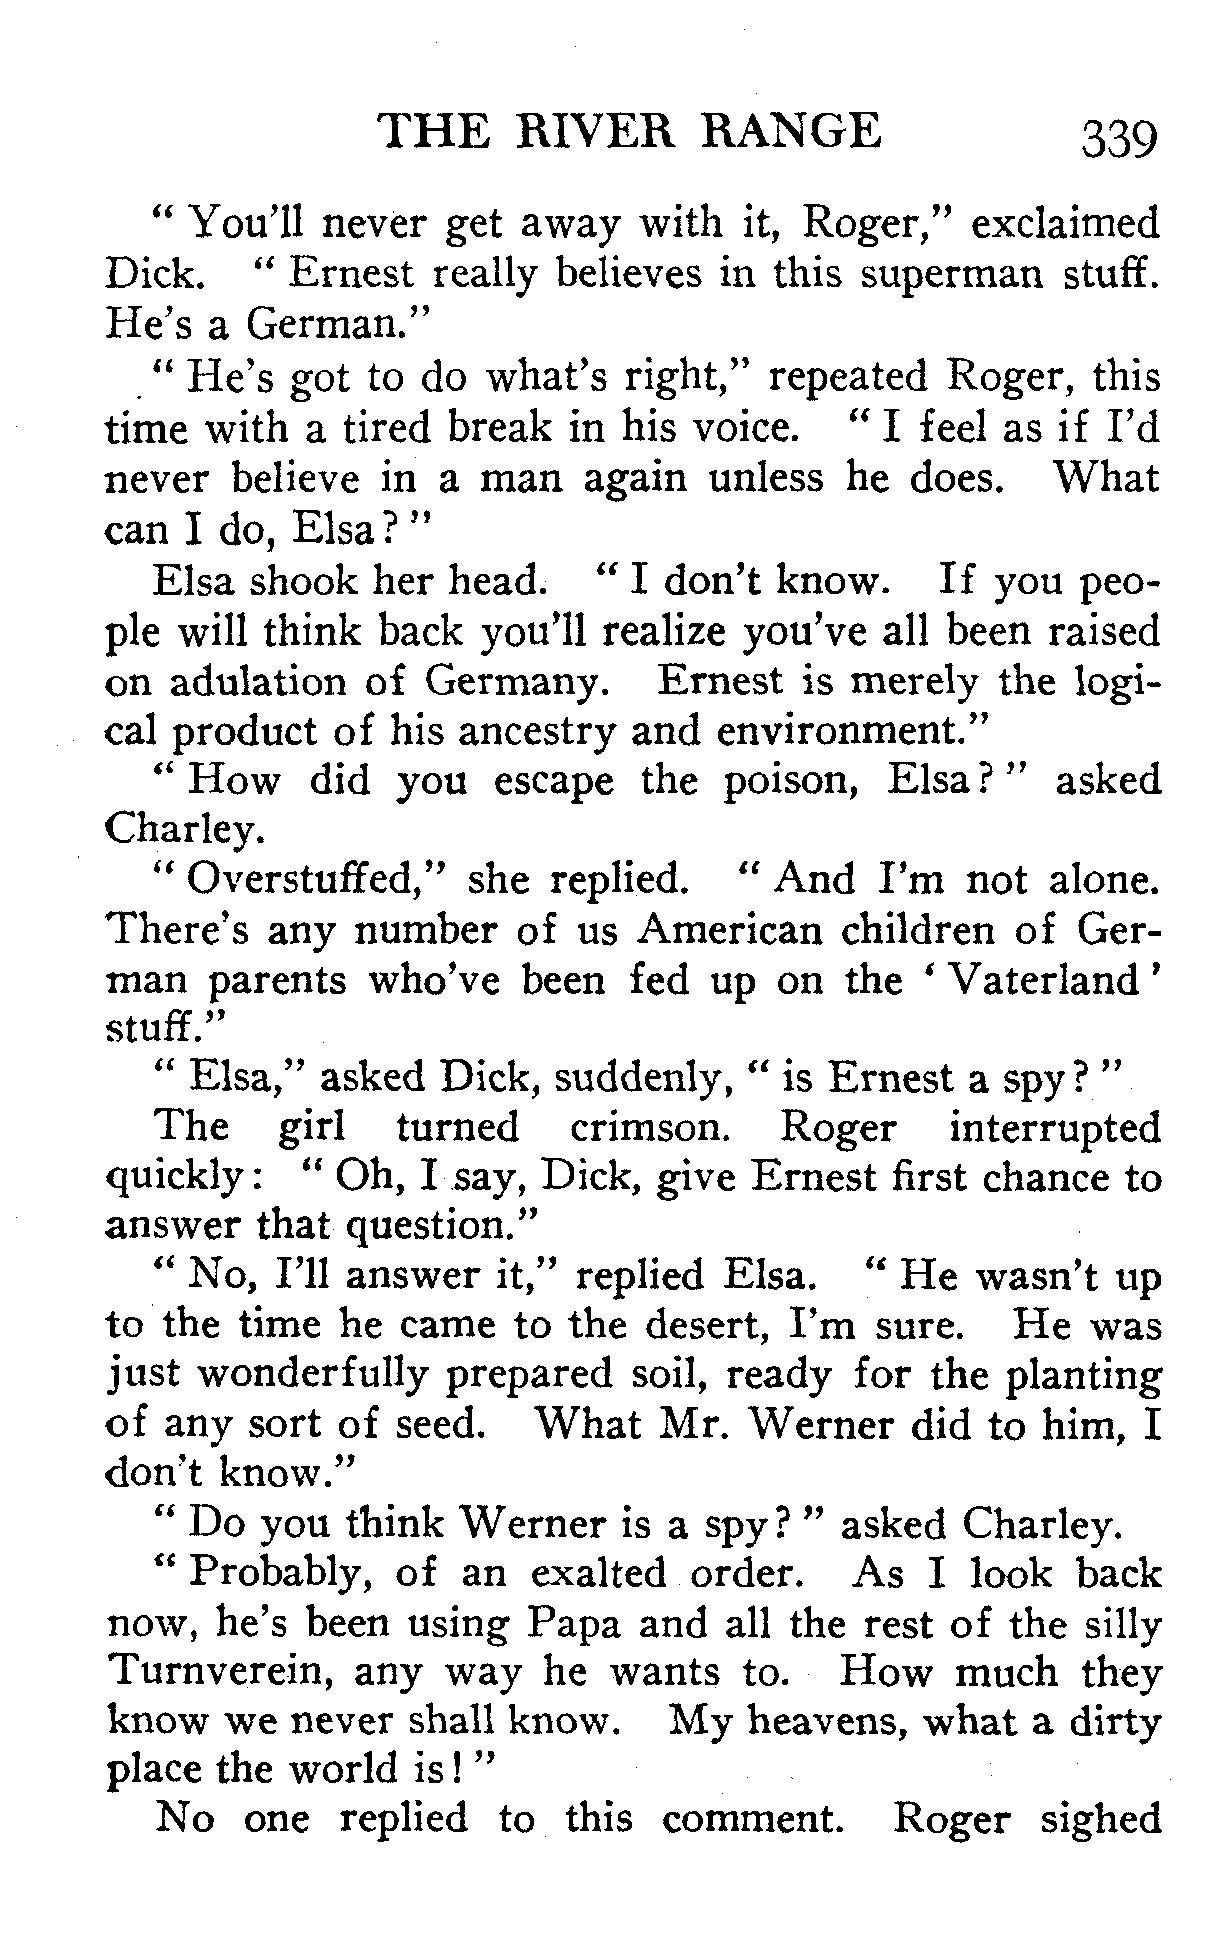 THE RIVER RANGE 339
" You'll never get away with it, Roger," exclaimed
Dick. " Ernest really believes in this superman stuff.
He's a German."
" He's got to do what's right," repeated Roger, this
time with a tired break in his voice. " I feel as if I'd
never believe in a man again unless he does. What
can I do, Elsa? "
Elsa shook her head. " I don't know. If you peo-
ple will think back you'll realize you've all been raised
on adulation of Germany. Ernest is merely the logi-
cal product of his ancestry and environment."
" How did you escape the poison, Elsa? " asked
Charley.
" Overstuffed," she replied. " And I'm not alone.
There's any number of us American children of Ger-
man parents who've been fed up on the ' Vaterland '
stuff."
" Elsa," asked Dick, suddenly, " is Ernest a spy? "
The girl turned crimson. Roger interrupted
quickly: " Oh, I say, Dick, give Ernest first chance to
answer that question."
" No, I'll answer it," replied Elsa. " He wasn't up
to the time he came to the desert, I'm sure. He was
just wonderfully prepared soil, ready for the planting
of any sort of seed. What Mr. Werner did to him, I
don't know."
" Do you think Werner is a spy? " asked Charley.
" Probably, of an exalted order. As I look back
now, he's been using Papa and all the rest of the silly
Turnverein, any way he wants to. How much they
know we never shall know. My heavens, what a dirty
place the world is! "
No one replied to this comment. Roger sighed